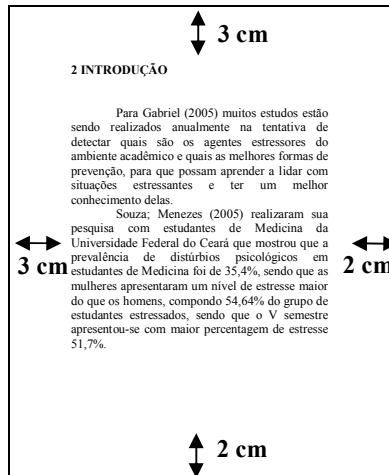 3 cm
2 INTRODUÇÃO
Para Gabriel (2005) muitos estudos estão
sendo realizados anualmente na tentativa de
detectar quais são os agentes estressores do
ambiente acadêmico e quais as melhores formas de
prevenção, para que possam aprender a lidar com
situações estressantes e ter um melhor
conhecimento delas.
Souza; Menezes (2005) realizaram sua
pesquisa com estudantes de Medicina da
Universidade Federal do Ceará que mostrou que a
prevalência de distúrbios psicológicos em
estudantes de Medicina foi de 35,4%, sendo que as
mulheres apresentaram um nível de estresse maior
do que os homens, compondo 54,64% do grupo de
estudantes estressados, sendo que o V semestre
apresentou-se com maior percentagem de estresse
51,7%.
3 cm
2 cm
2 cm